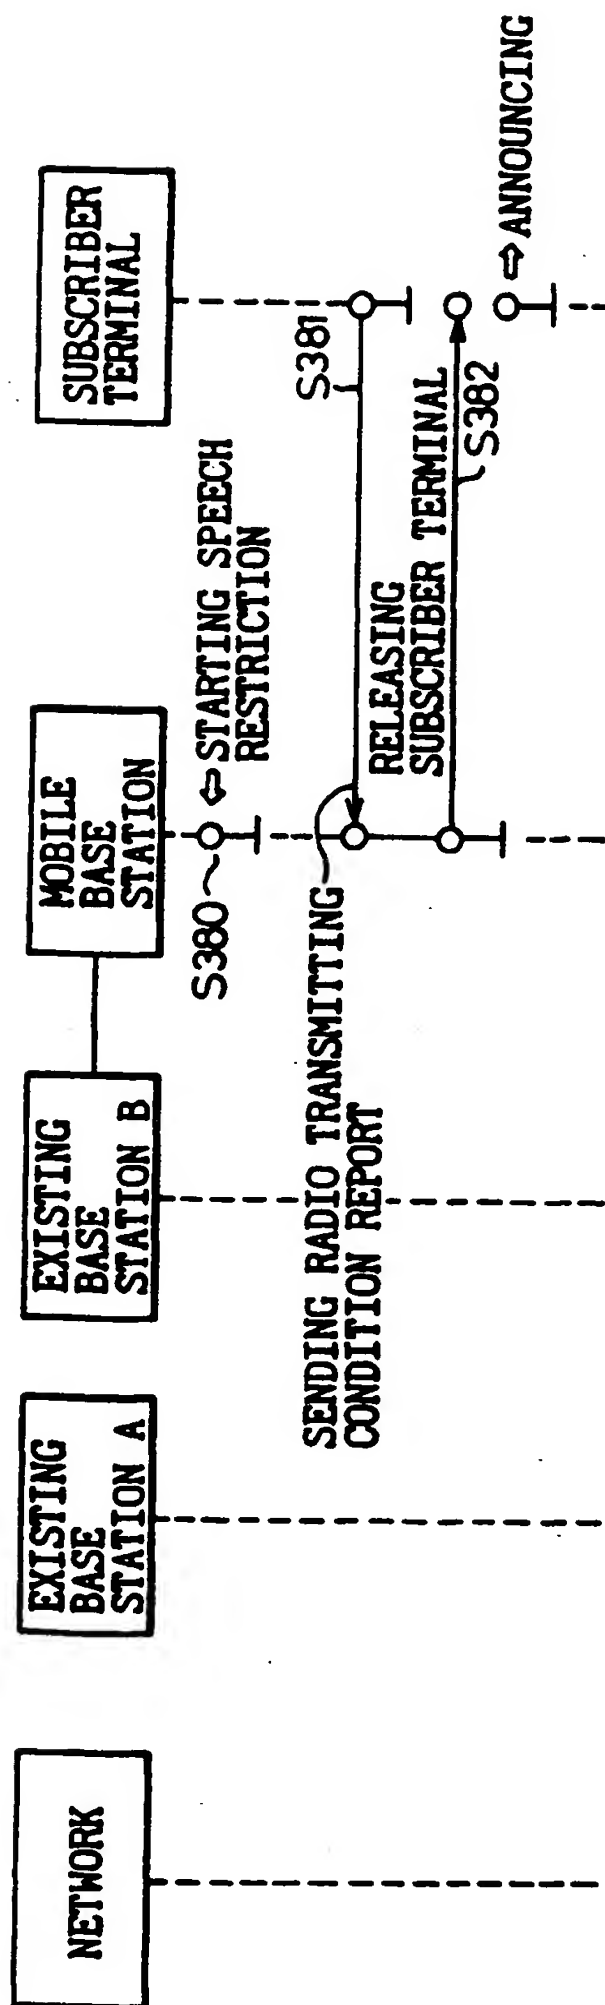 NETWORK
EXISTING
BASE
STATION A
EXISTING
BASE
STATION B
MOBILE
BASE
STATION
SUBSCRIBER
TERMINAL
S380
⇔ STARTING SPEECH
RESTRICTION
SENDING RADIO TRANSMITTING
CONDITION REPORT
S381
RELEASING
SUBSCRIBER TERMINAL
S382
⇔ ANNOUNCING